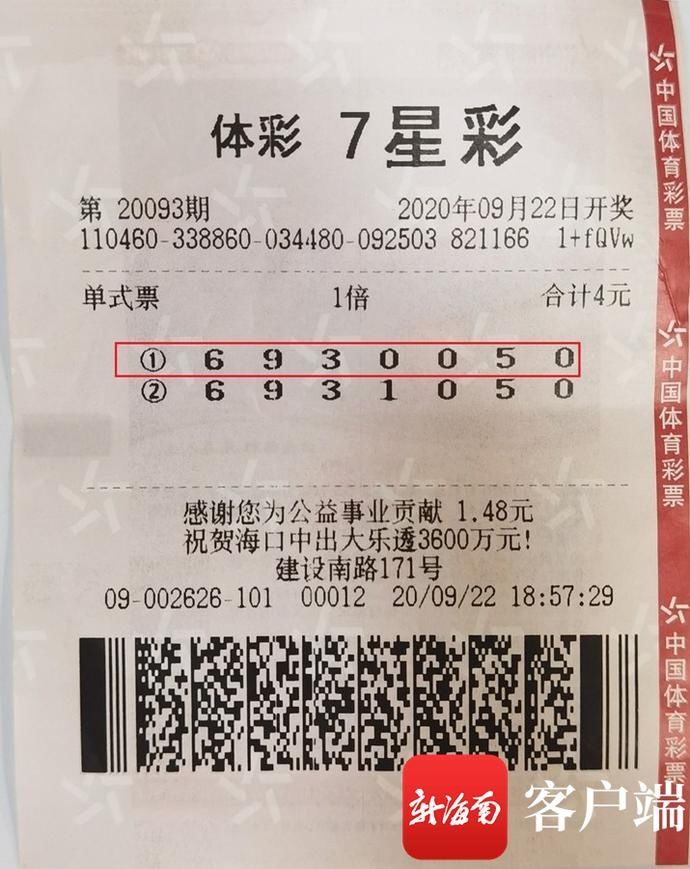 体彩 7星彩
第 20093期 2020年09月22日开奖
110460-338860-034480-092503 821166 1+fQVw
单式票 1倍 合计4元
① 6 9 3 0 0 5 0
② 6 9 3 1 0 5 0
感谢您为公益事业贡献 1.48元
祝贺海口中出大乐透3600万元!
建设南路171号
09-002626-101 00012 20/09/22 18:57:29
中国体育彩票
中国体育彩票
中国体育彩票
新海南 客户端